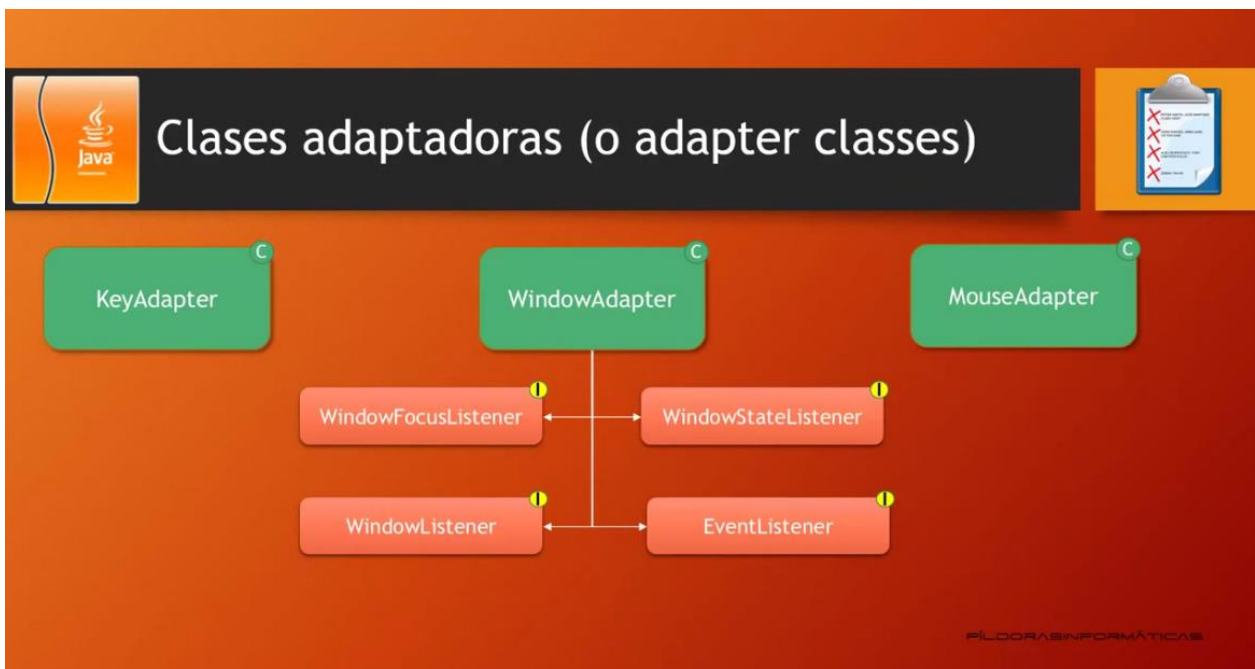 Java
Clases adaptadoras (o adapter classes)
C
KeyAdapter
C
WindowAdapter
C
MouseAdapter
I
WindowFocusListener
I
WindowStateListener
I
WindowListener
I
EventListener
PÍLDORASINFORMÁTICAS